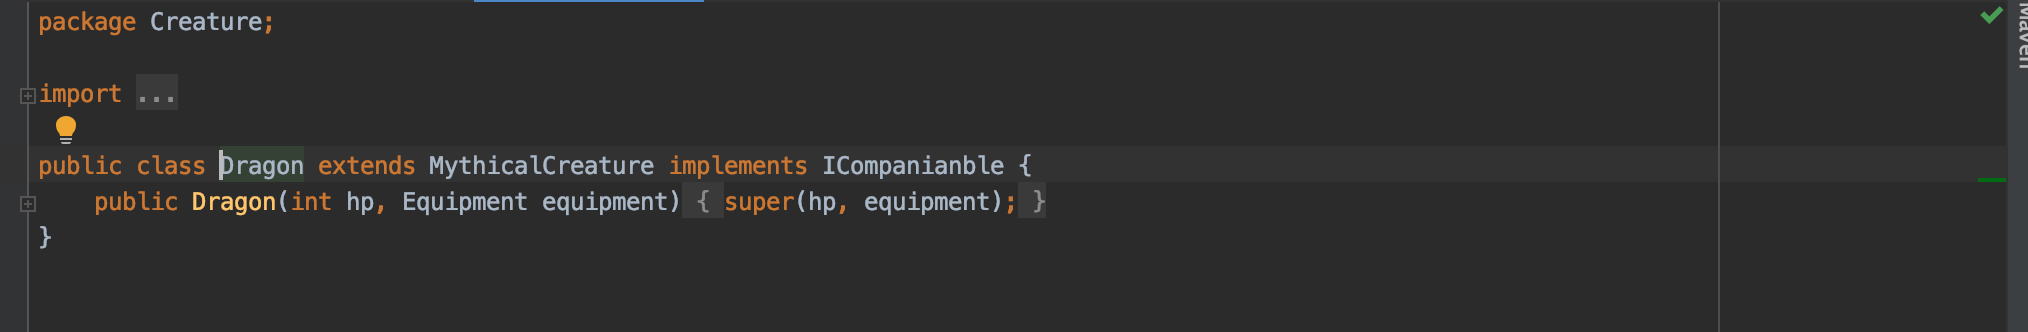 package Creature;
import ...
public class Dragon extends MythicalCreature implements ICompanianble {
public Dragon(int hp, Equipment equipment) { super(hp, equipment); }
}
Maven